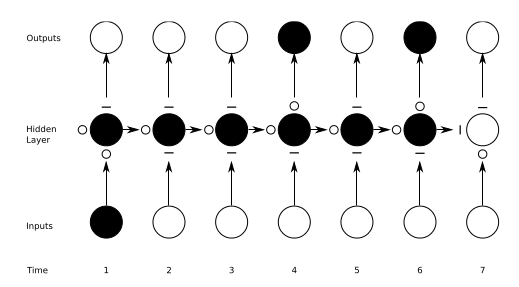 Outputs
Hidden
Layer
Inputs
Time 1 2 3 4 5 6 7